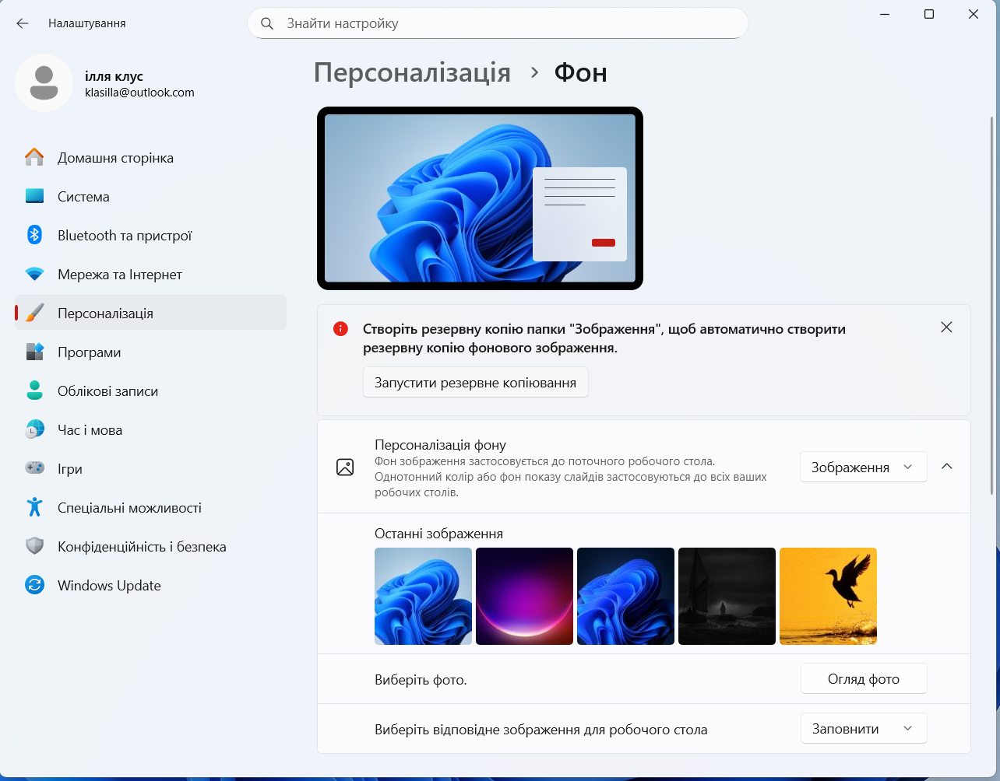 Налаштування
Знайти настройку
ілля клус
klasilla@outlook.com
Домашня сторінка
Система
Bluetooth та пристрої
Мережа та Інтернет
Персоналізація
Програми
Облікові записи
Час і мова
Ігри
Спеціальні можливості
Конфіденційність і безпека
Windows Update
Персоналізація › Фон
Створіть резервну копію папки "Зображення", щоб автоматично створити
резервну копію фонового зображення.
Запустити резервне копіювання
Персоналізація фону
Фон зображення застосовується до поточного робочого стола.
Однотонний колір або фон показу слайдів застосовуються до всіх ваших
робочих столів.
Зображення
Останні зображення
Виберіть фото.
Огляд фото
Виберіть відповідне зображення для робочого стола
Заповнити